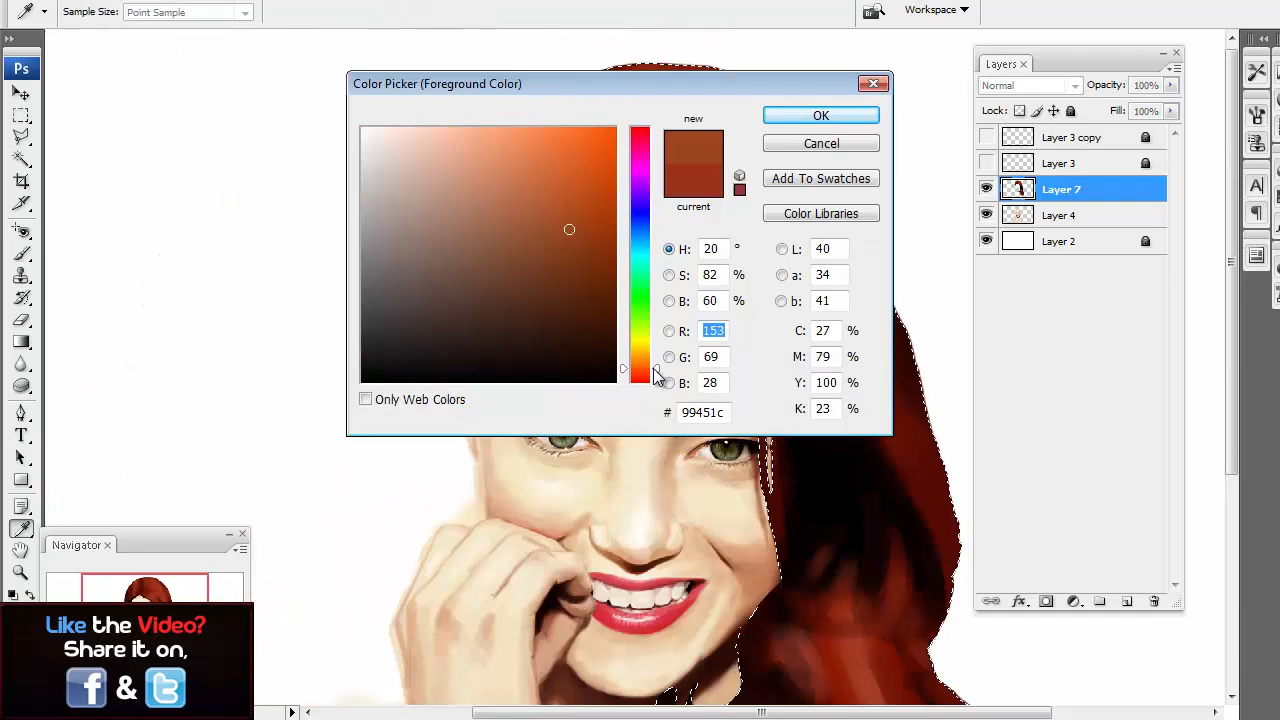 Sample Size: Point Sample
Workspace
Br
Ps
Color Picker (Foreground Color)
new
current
OK
Cancel
Add To Swatches
Color Libraries
H: 20 °
S: 82 %
B: 60 %
R: 153
G: 69
B: 28
L: 40
a: 34
b: 41
C: 27 %
M: 79 %
Y: 100 %
K: 23 %
# 99451c
Only Web Colors
Layers
Normal Opacity: 100%
Lock: Fill: 100%
Layer 3 copy
Layer 3
Layer 7
Layer 4
Layer 2
fx
T
A
Navigator
Like the Video?
Share it on,
f & t